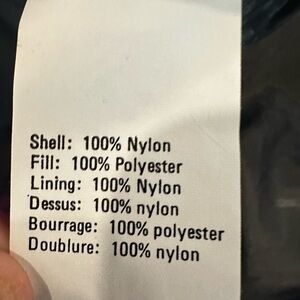 Shell: 100% Nylon
Fill: 100% Polyester
Lining: 100% Nylon
Dessus: 100% nylon
Bourrage: 100% polyester
Doublure: 100% nylon